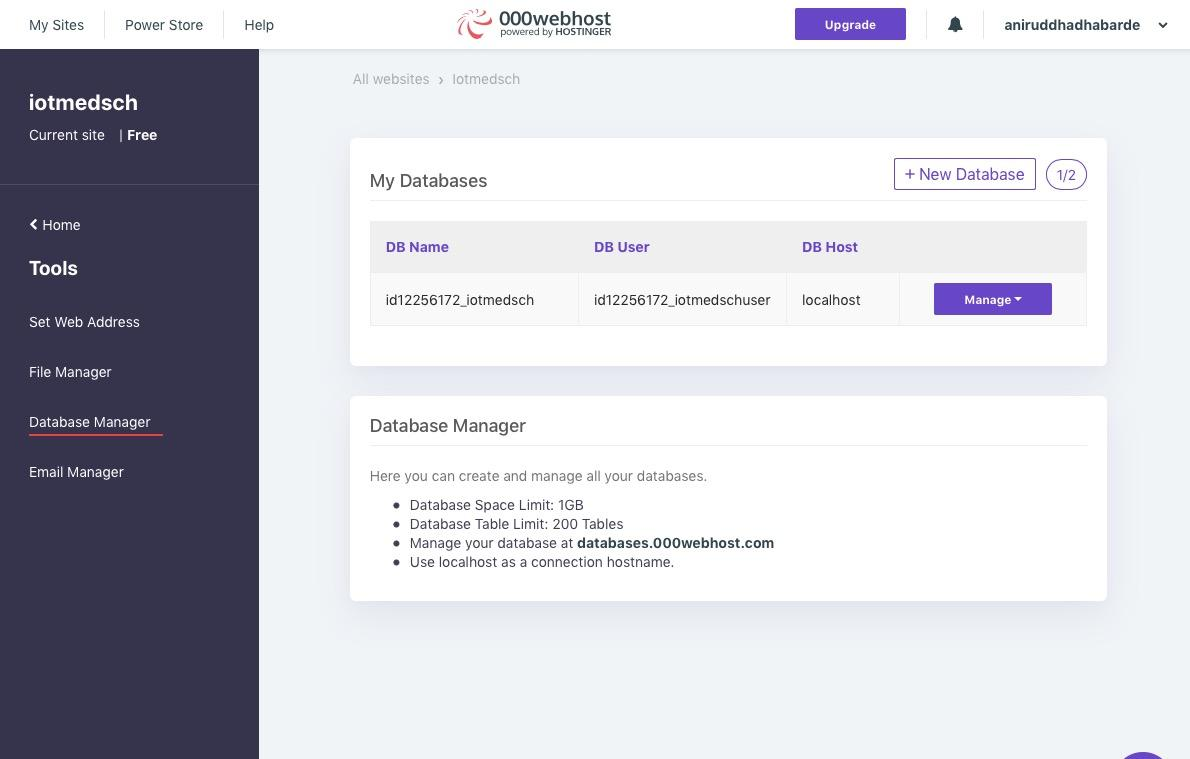 My Sites
Power Store
Help
000webhost
powered by HOSTINGER
Upgrade
aniruddhadhabarde
iotmedsch
Current site | Free
Home
Tools
Set Web Address
File Manager
Database Manager
Email Manager
All websites › Iotmedsch
My Databases
+ New Database
1/2
DB Name DB User DB Host
id12256172_iotmedsch id12256172_iotmedschuser localhost Manage
Database Manager
Here you can create and manage all your databases.
Database Space Limit: 1GB
Database Table Limit: 200 Tables
Manage your database at databases.000webhost.com
Use localhost as a connection hostname.